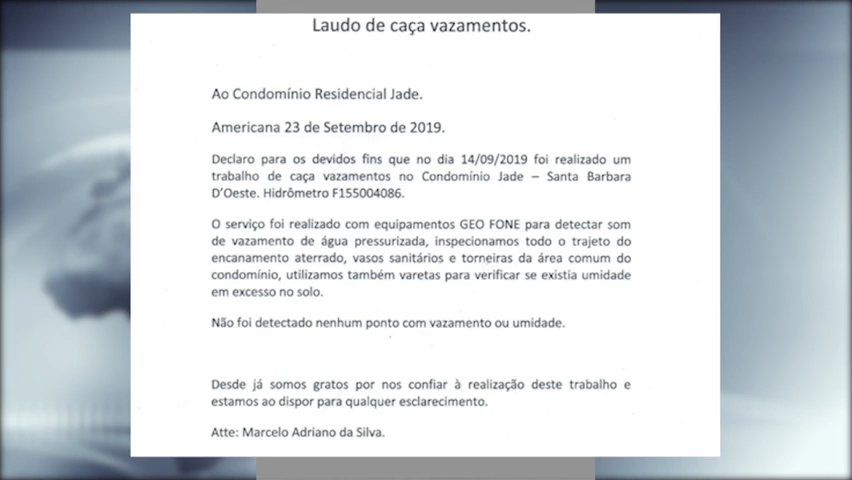 Laudo de caça vazamentos.
Ao Condomínio Residencial Jade.
Americana 23 de Setembro de 2019.
Declaro para os devidos fins que no dia 14/09/2019 foi realizado um
trabalho de caça vazamentos no Condomínio Jade – Santa Barbara
D'Oeste. Hidrômetro F155004086.
O serviço foi realizado com equipamentos GEO FONE para detectar som
de vazamento de água pressurizada, inspecionamos todo o trajeto do
encanamento aterrado, vasos sanitários e torneiras da área comum do
condomínio, utilizamos também varetas para verificar se existia umidade
em excesso no solo.
Não foi detectado nenhum ponto com vazamento ou umidade.
Desde já somos gratos por nos confiar à realização deste trabalho e
estamos ao dispor para qualquer esclarecimento.
Atte: Marcelo Adriano da Silva.